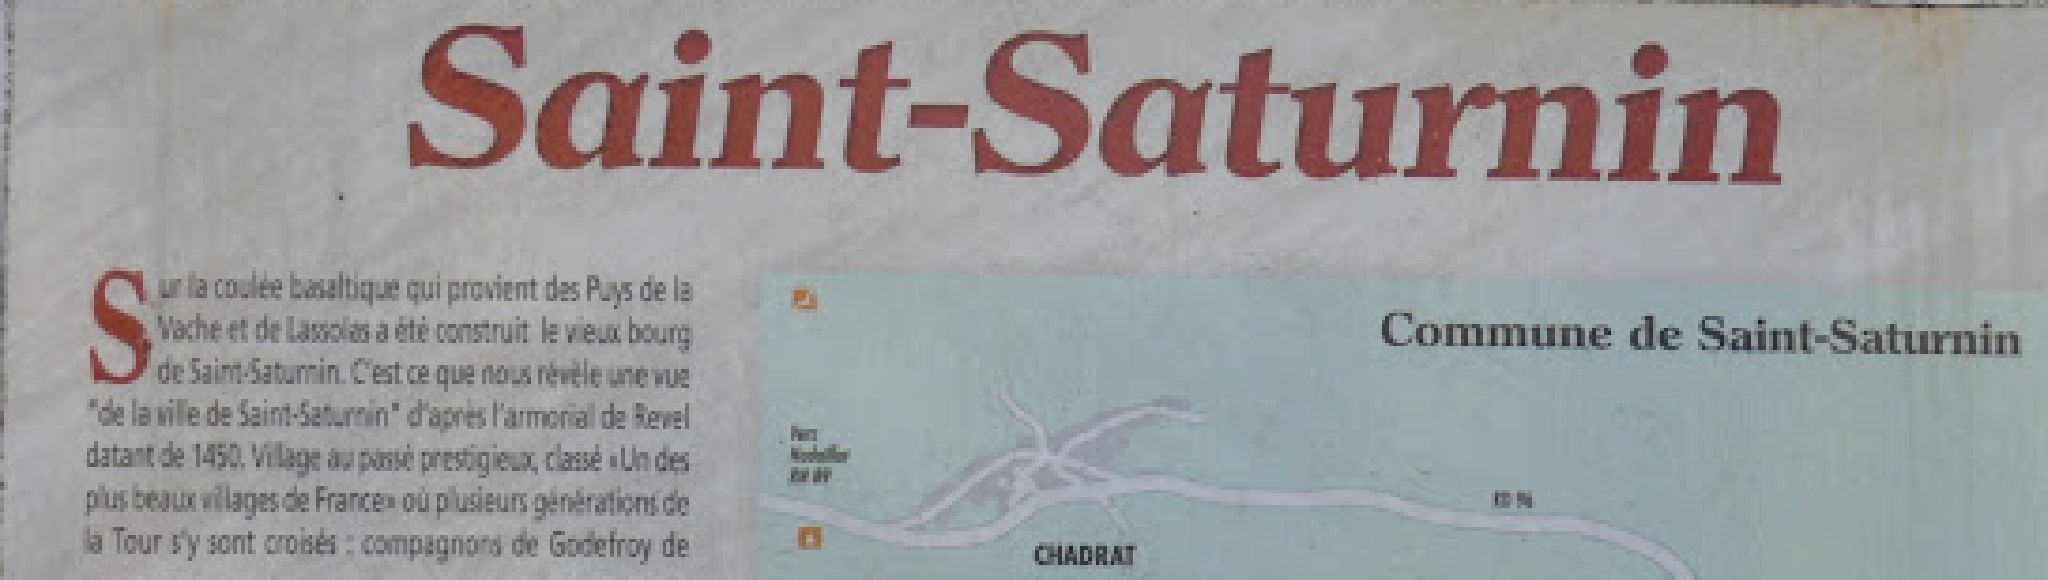 Saint-Saturnin
Sur la coulée basaltique qui provient des Puys de la
Vache et de Lassolas a été construit le vieux bourg
de Saint-Saturnin. C'est ce que nous révèle une vue
"de la ville de Saint-Saturnin" d'après l'armorial de Revel
datant de 1450. Village au passé prestigieux, classé «Un des
plus beaux villages de France» où plusieurs générations de
la Tour s'y sont croisés : compagnons de Godefroy de
Commune de Saint-Saturnin
Vers
RD 96
CHADRAT